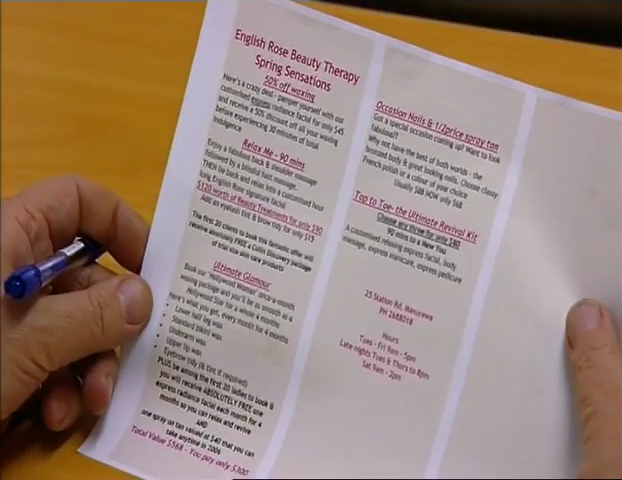 English Rose Beauty Therapy
Spring Sensations
50% off waxing
Here's a crazy deal - pamper yourself with our
customised express radiance facial for only $45
and receive a 50% discount off all your waxing
before experiencing 30 minutes of total
indulgence
Relax Me - 90 mins
Enjoy a fabulous back & shoulder massage
followed by a blissful foot massage,
THEN lie back and relax into a customised hour
long English Rose signature facial
$120 worth of Beauty Treatments for only $90
Add an eyelash tint & brow tidy for only $15
The first 20 clients to book this fantastic offer will
receive absolutely FREE a Collin Discovery package
of trial size skin care products
Ultimate Glamour
Book our 'Hollywood Woman' once-a-month
waxing package and you'll be as smooth as a
Hollywood Star for a whole 4 months
Here's what you get, every month for 4 months
• Lower half leg wax
• Standard bikini wax
• Underarm wax
• Upper lip wax
• Eyebrow tidy (& tint if required)
PLUS be among the first 20 ladies to book &
you will receive ABSOLUTELY FREE one
express radiance facial each month for 4
months so you can relax and revive
AND
one spray on tan valued at $40 that you can
take anytime in 2006
Total Value $568 - You pay only $300
Occasion Nails & 1/2price spray tan
Got a special occasion coming up? Want to look
fabulous??
Why not have the best of both worlds - the
bronzed body & great looking nails. Choose classy
French polish or a colour of your choice
Usually $88 NOW only $68
Top to Toe- the Ultimate Revival Kit
Choose any three for only $80
90 mins to a New You
A customised relaxing express facial, body
massage, express manicure, express pedicure
25 Station Rd, Manurewa
PH 2688018
Hours
Tues - Fri 9am - 5pm
Late nights Tues & Thurs to 8pm
Sat 9am - 2pm